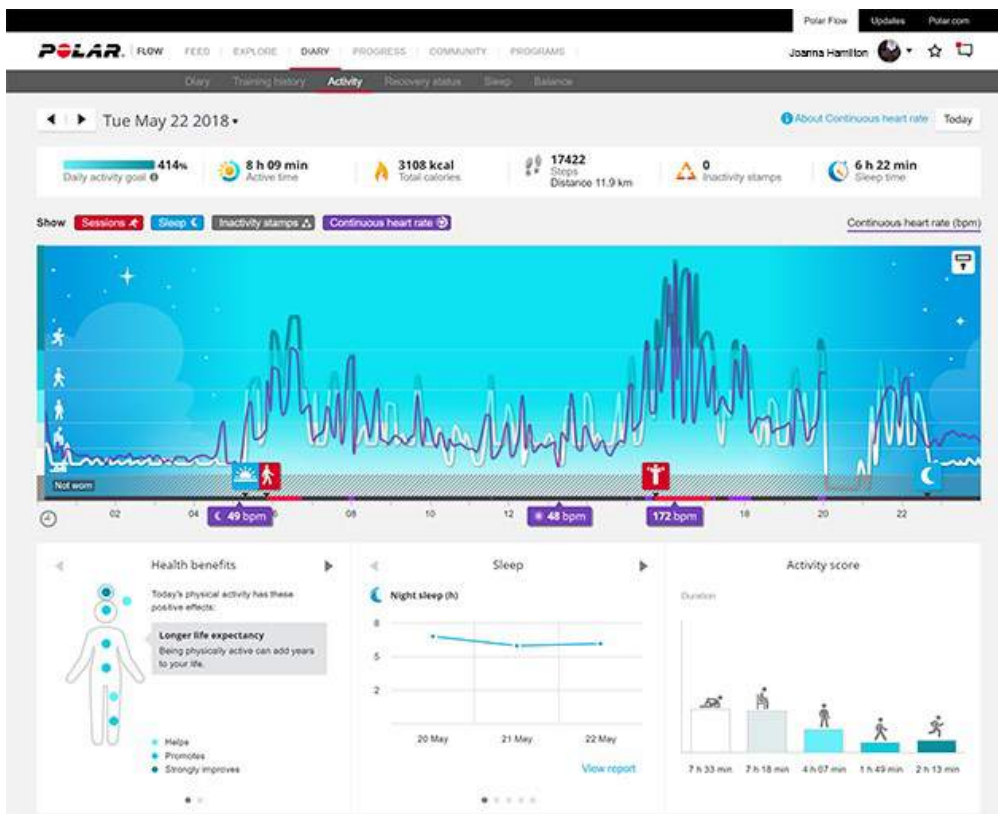 Polar Flow Updates Polar.com
POLAR. FLOW FEED EXPLORE DIARY PROGRESS COMMUNITY PROGRAMS
Joanna Hamilton
Diary Training history Activity Recovery status Sleep Balance
Tue May 22 2018
About Continuous heart rate Today
414%
Daily activity goal
8 h 09 min
Active time
3108 kcal
Total calories
17422
Steps
Distance 11.9 km
0
Inactivity stamps
6 h 22 min
Sleep time
Show Sessions Sleep Inactivity stamps Continuous heart rate
Continuous heart rate (bpm)
Not worn
02 04 6 08 10 12 18 20 22
49 bpm 48 bpm 172 bpm
Health benefits
Today's physical activity has these
positive effects:
Longer life expectancy
Being physically active can add years
to your life.
Helps
Promotes
Strongly improves
Sleep
Night sleep (h)
8
5
2
20 May 21 May 22 May
View report
Activity score
Duration
7 h 33 min 7 h 18 min 4 h 07 min 1 h 49 min 2 h 13 min